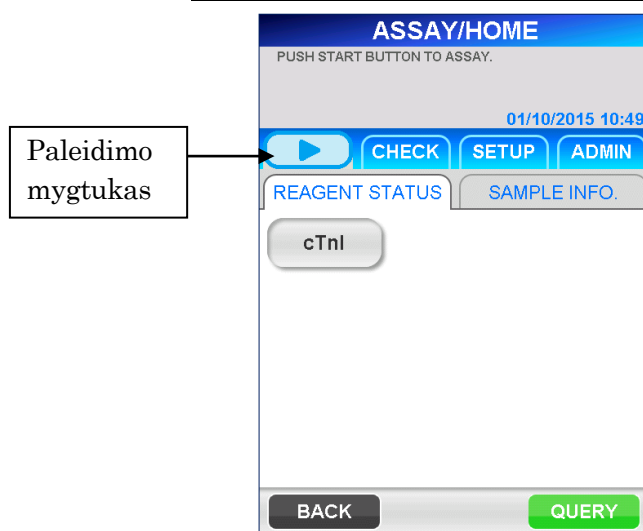 ASSAY/HOME
PUSH START BUTTON TO ASSAY.
01/10/2015 10:49
Paleidimo
mygtukas
CHECK SETUP ADMIN
REAGENT STATUS SAMPLE INFO.
cTnI
BACK QUERY